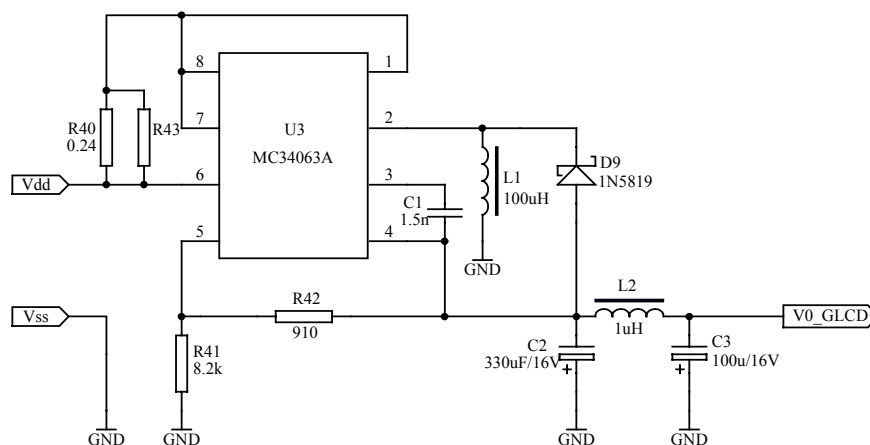 8
1
R40
0.24
R43
7
U3
MC34063A
2
D9
1N5819
Vdd
6
3
L1
100uH
C1
1.5n
5
4
GND
Vss
R42
910
L2
1uH
V0_GLCD
R41
8.2k
C2
330uF/16V
+
C3
100u/16V
+
GND
GND
GND
GND